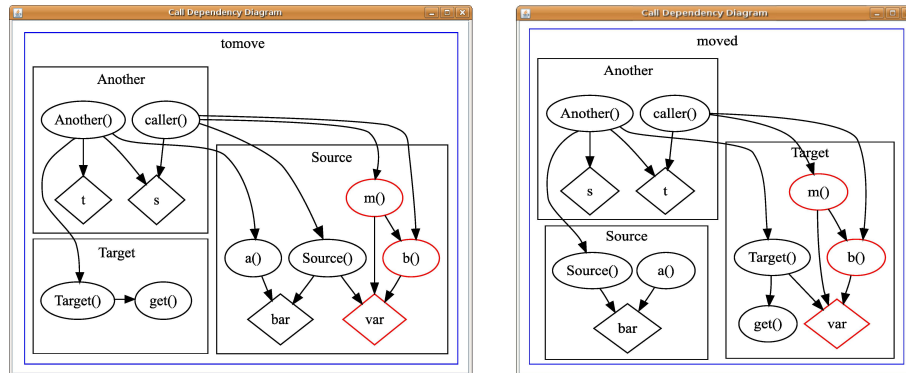 Call Dependency Diagram
tomove
Another
Another() caller()
t s
Source
m()
Target
a() Source() b()
Target() get()
bar var
Call Dependency Diagram
moved
Another
Another() caller()
s t
Target
m()
Source
Source() a()
Target() b()
bar
get() var